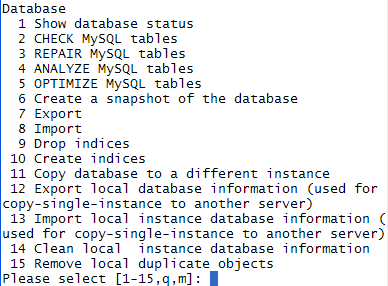 Database
1 Show database status
2 CHECK MySQL tables
3 REPAIR MySQL tables
4 ANALYZE MySQL tables
5 OPTIMIZE MySQL tables
6 Create a snapshot of the database
7 Export
8 Import
9 Drop indices
10 Create indices
11 Copy database to a different instance
12 Export local database information (used for
copy-single-instance to another server)
13 Import local instance database information (
used for copy-single-instance to another server)
14 Clean local  instance database information
15 Remove local duplicate objects
Please select [1-15,q,m]: